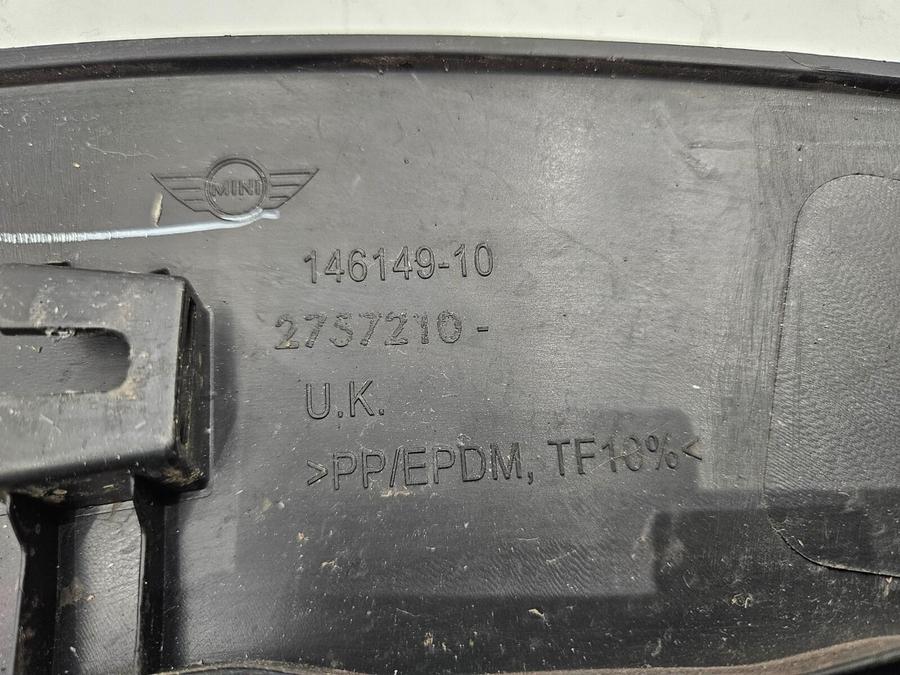 MINI
146149-10
2757210-
U.K.
>PP/EPDM, TF10%<